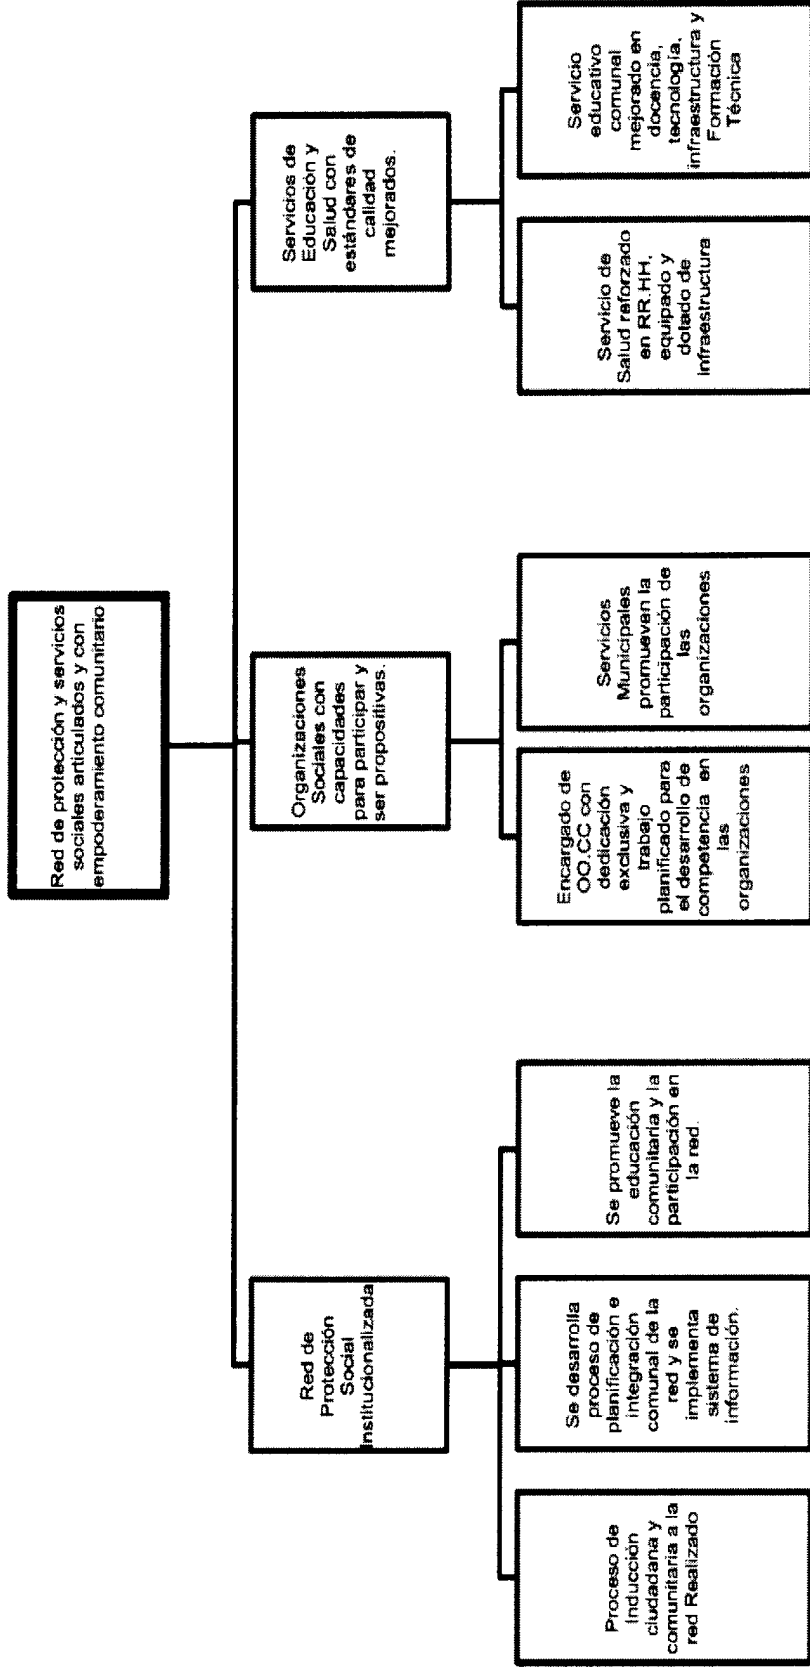 Red de protección y servicios
sociales articulados y con
empoderamiento comunitario
Red de
Protección
Social
institucionalizada
Organizaciones
Sociales con
capacidades
para participar y
ser propositivas.
Servicios de
Educación y
Salud con
estándares de
calidad
mejorados.
Proceso de
Inducción
ciudadana y
comunitaria a la
red Realizado
Se desarrolla
proceso de
planificación e
integración
comunal de la
red y se
implementa
sistema de
información.
Se promueve la
educación
comunitaria y la
participación en
la red.
Encargado de
OO.CC con
dedicación
exclusiva y
trabajo
planificado para
el desarrollo de
competencia en
las
organizaciones
Servicios
Municipales
promueven la
participación de
las
organizaciones
Servicio de
Salud reforzado
en RR.HH,
equipado y
dotado de
infraestructura
Servicio
educativo
comunal
mejorado en
docencia,
tecnología,
infraestructura y
Formación
Técnica